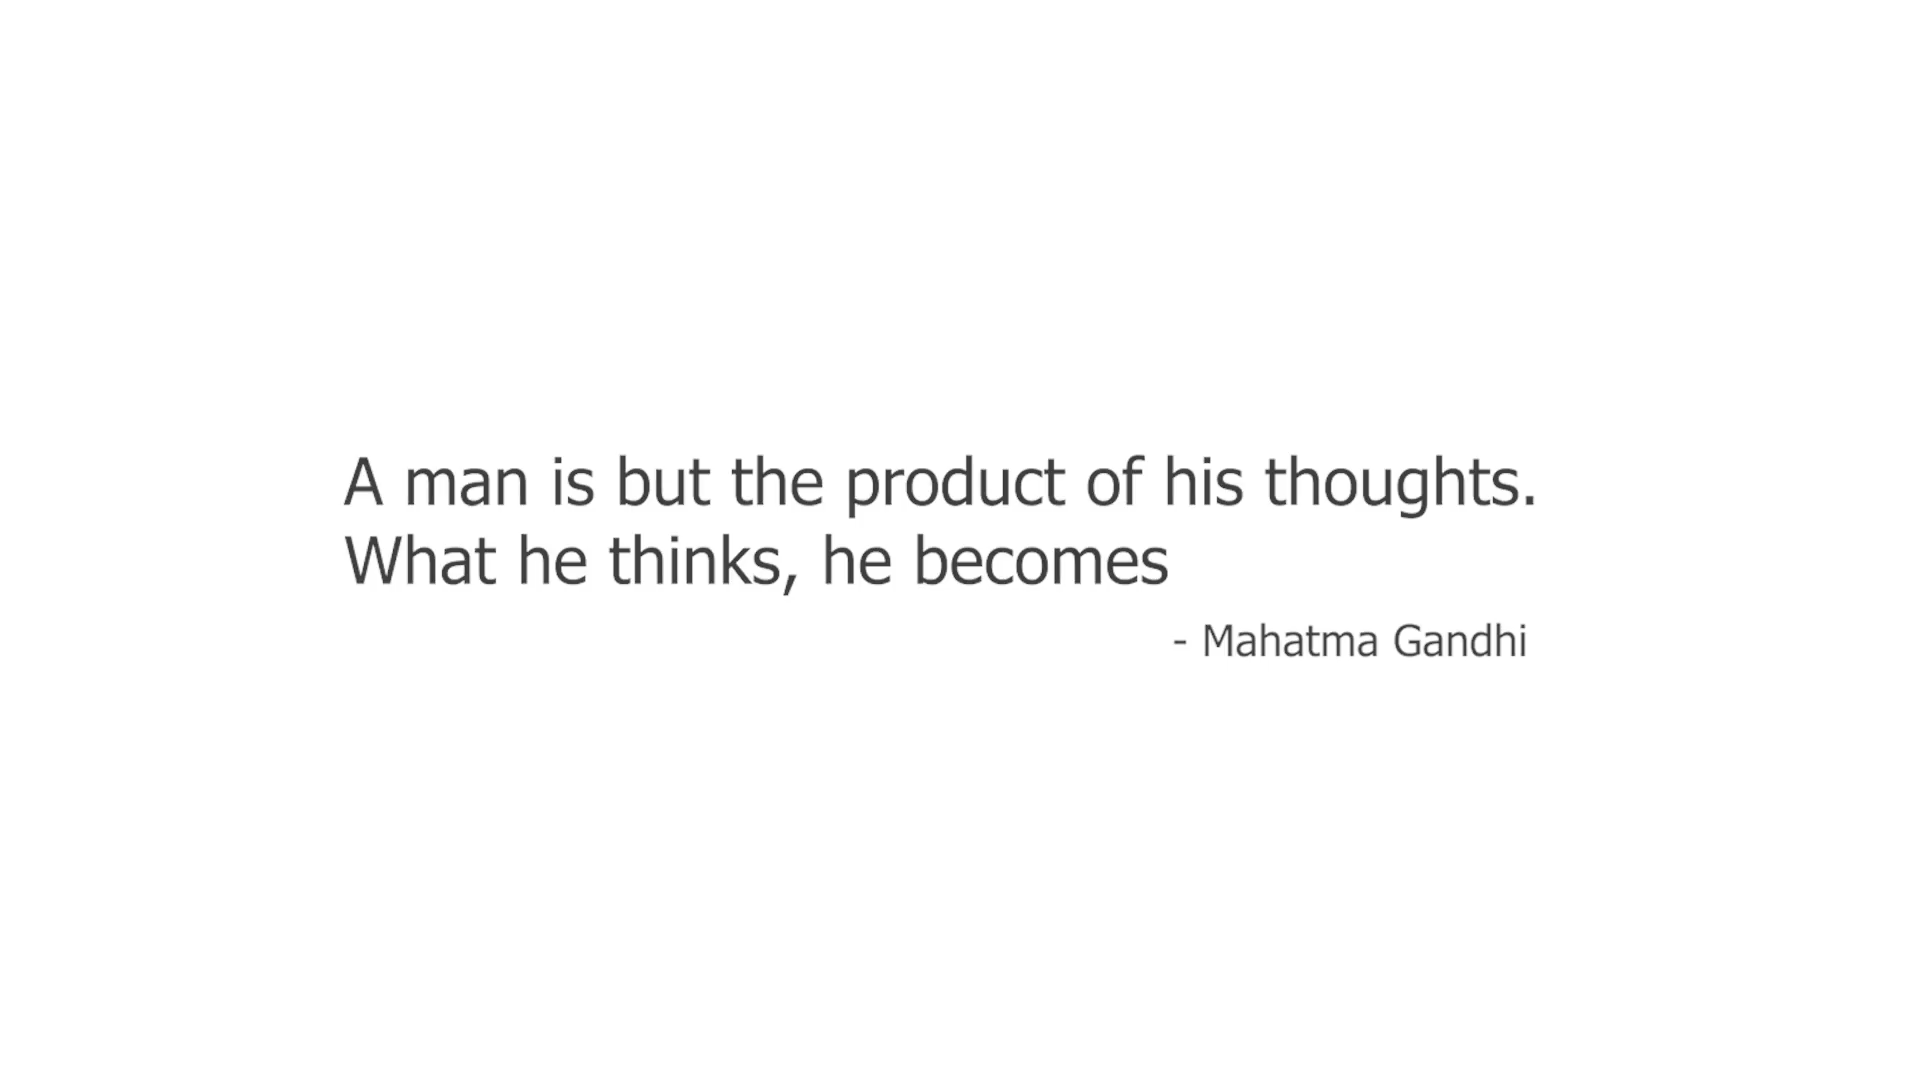 A man is but the product of his thoughts.
What he thinks, he becomes
- Mahatma Gandhi